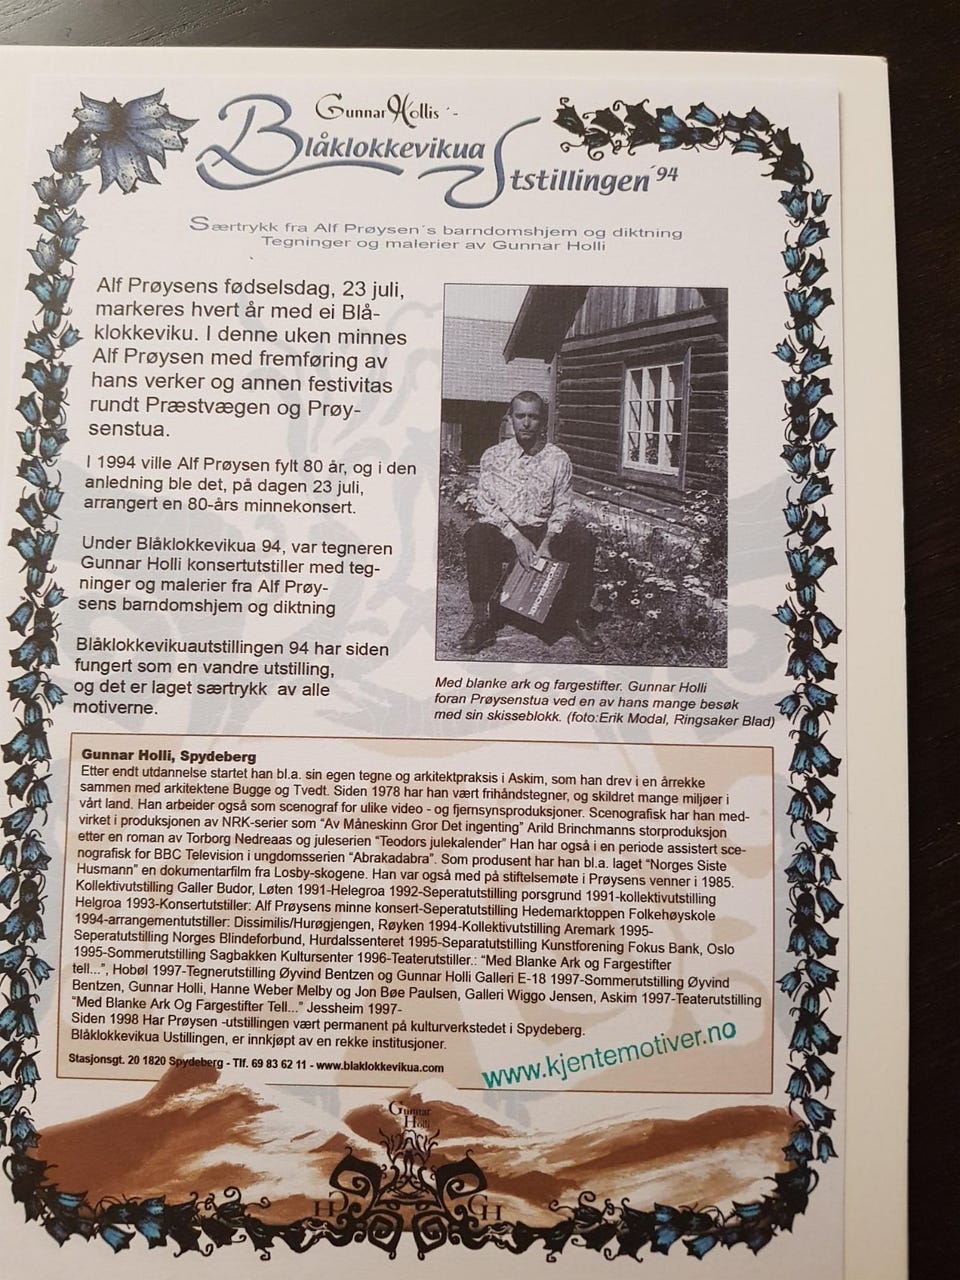 Gunnar Hollis´-
Blåklokkevikua
Utstillingen´94
Særtrykk fra Alf Prøysen´s barndomshjem og diktning
Tegninger og malerier av Gunnar Holli
Alf Prøysens fødselsdag, 23 juli,
markeres hvert år med ei Blå-
klokkeviku. I denne uken minnes
Alf Prøysen med fremføring av
hans verker og annen festivitas
rundt Præstvægen og Prøy-
senstua.
I 1994 ville Alf Prøysen fylt 80 år, og i den
anledning ble det, på dagen 23 juli,
arrangert en 80-års minnekonsert.
Under Blåklokkevikua 94, var tegneren
Gunnar Holli konsertutstiller med teg-
ninger og malerier fra Alf Prøy-
sens barndomshjem og diktning
Blåklokkevikuautstillingen 94 har siden
fungert som en vandre utstilling,
og det er laget særtrykk av alle
motiverne.
Med blanke ark og fargestifter. Gunnar Holli
foran Prøysenstua ved en av hans mange besøk
med sin skisseblokk. (foto:Erik Modal, Ringsaker Blad)
Gunnar Holli, Spydeberg
Etter endt utdannelse startet han bl.a. sin egen tegne og arkitektpraksis i Askim, som han drev i en årrekke
sammen med arkitektene Bugge og Tvedt. Siden 1978 har han vært frihåndstegner, og skildret mange miljøer i
vårt land. Han arbeider også som scenograf for ulike video - og fjernsynsproduksjoner. Scenografisk har han med-
virket i produksjonen av NRK-serier som "Av Måneskinn Gror Det ingenting" Arild Brinchmanns storproduksjon
etter en roman av Torborg Nedreaas og juleserien "Teodors julekalender" Han har også i en periode assistert sce-
nografisk for BBC Television i ungdomsserien "Abrakadabra". Som produsent har han bl.a. laget "Norges Siste
Husmann" en dokumentarfilm fra Losby-skogene. Han var også med på stiftelsemøte i Prøysens venner i 1985.
Kollektivutstilling Galler Budor, Løten 1991-Helegroa 1992-Seperatutstilling porsgrund 1991-kollektivutstilling
Helgroa 1993-Konsertutstiller: Alf Prøysens minne konsert-Seperatutstilling Hedemarktoppen Folkehøyskole
1994-arrangementutstiller: Dissimilis/Hurøgjengen, Røyken 1994-Kollektivutstilling Aremark 1995-
Seperatutstilling Norges Blindeforbund, Hurdalssenteret 1995-Separatutstilling Kunstforening Fokus Bank, Oslo
1995-Sommerutstilling Sagbakken Kultursenter 1996-Teaterutstiller.: "Med Blanke Ark og Fargestifter
tell...", Hobøl 1997-Tegnerutstilling Øyvind Bentzen og Gunnar Holli Galleri E-18 1997-Sommerutstilling Øyvind
Bentzen, Gunnar Holli, Hanne Weber Melby og Jon Bøe Paulsen, Galleri Wiggo Jensen, Askim 1997-Teaterutstilling
"Med Blanke Ark Og Fargestifter Tell..." Jessheim 1997-
Siden 1998 Har Prøysen -utstillingen vært permanent på kulturverkstedet i Spydeberg.
Blåklokkevikua Ustillingen, er innkjøpt av en rekke institusjoner.
Stasjonsgt. 20 1820 Spydeberg - Tlf. 69 83 62 11 - www.blaklokkevikua.com
www.kjentemotiver.no
Gunnar
Holli